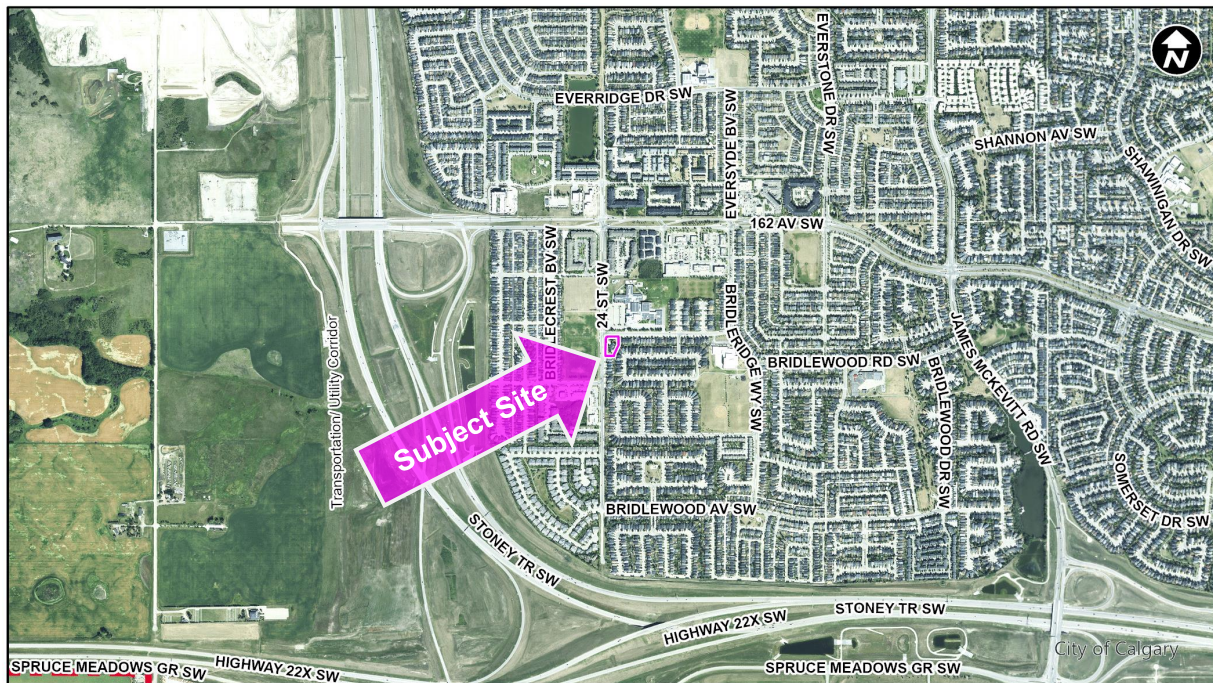 EVERSTONE DR SW
N
EVERRIDGE DR SW
EVERSYDE BV SW
SHANNON AV SW
SHAWINIGAN DR SW
162 AV SW
BRIDLECREST BV SW
24 ST SW
BRIDLERIDGE WY SW
Transportation/ Utility Corridor
JAMES MCKEVITT RD SW
BRIDLEWOOD RD SW
BRIDLEWOOD DR SW
Subject Site
SOMERSET DR SW
BRIDLEWOOD AV SW
STONEY TR SW
STONEY TR SW
HIGHWAY 22X SW
City of Calgary
SPRUCE MEADOWS GR SW
HIGHWAY 22X SW
SPRUCE MEADOWS GR SW